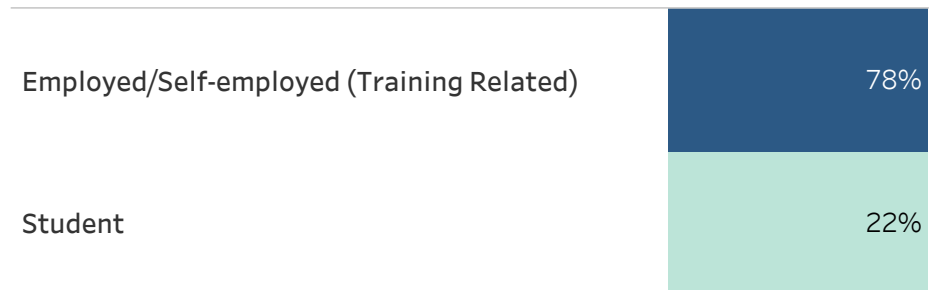 Employed/Self-employed (Training Related) 78%
Student 22%